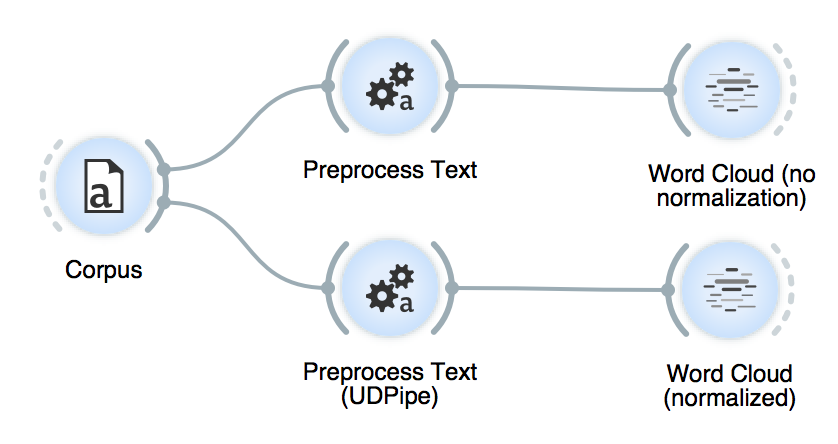 Corpus
Preprocess Text
Word Cloud (no
normalization)
Preprocess Text
(UDPipe)
Word Cloud
(normalized)